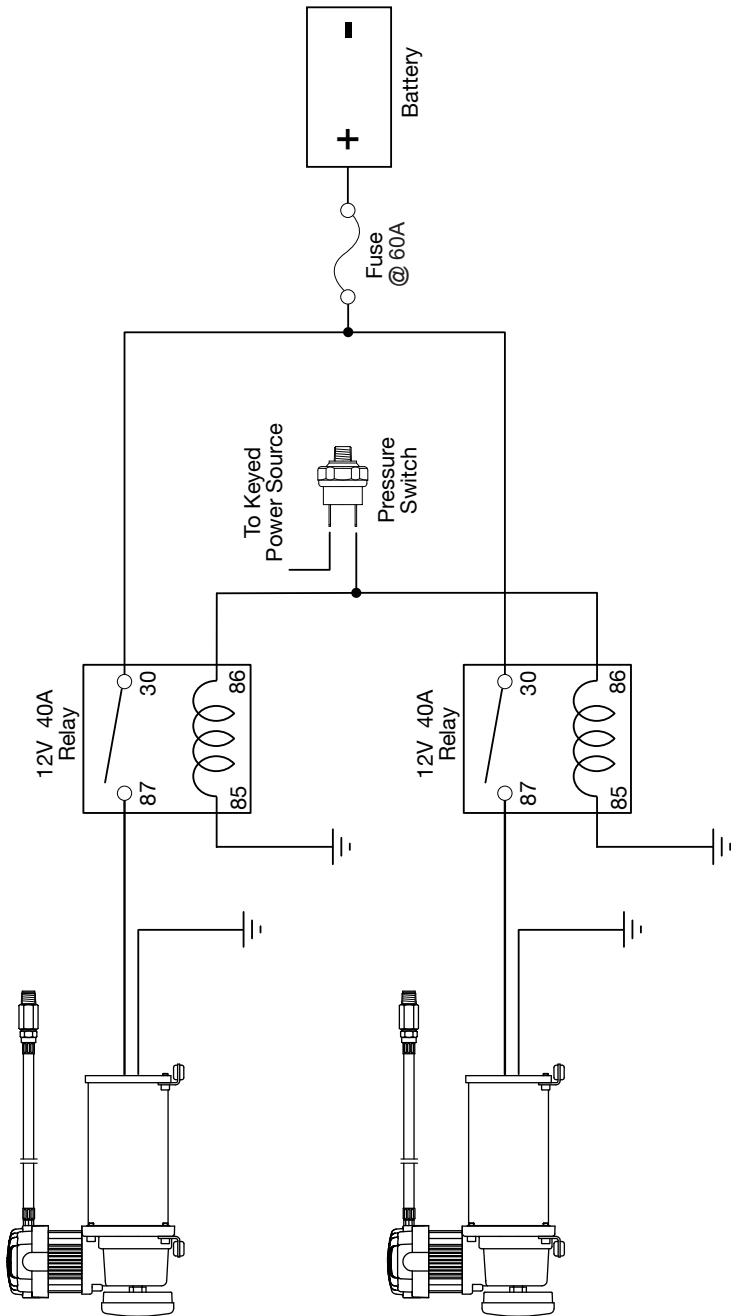 -
+
Battery
Fuse
@ 60A
To Keyed
Power Source
Pressure
Switch
12V 40A
Relay
30
87
86
85
12V 40A
Relay
30
87
86
85